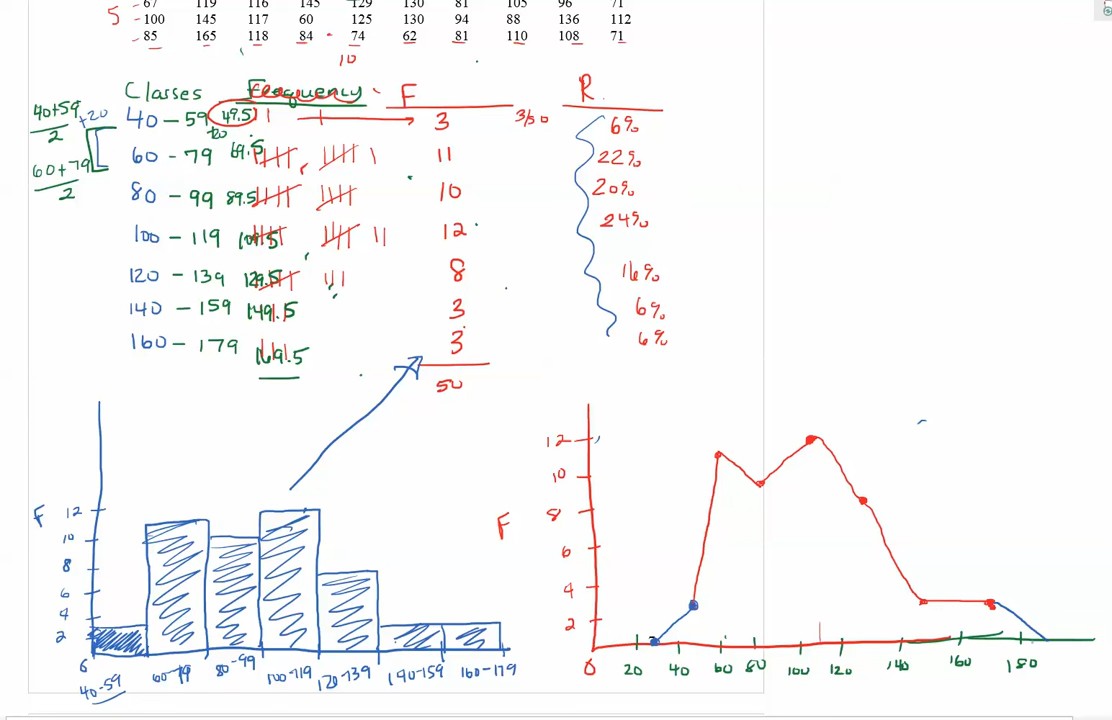 67 119 116 145 129 130 81 105 96 71
5 100 145 117 60 125 130 94 88 136 112
85 165 118 84 74 62 81 110 108 71
10
Classes Frequency F R
40+59
2
+20
40-59 49.5 3 3/50 6%
+20
60+79
2
60-79 69.5 11 22%
80-99 89.5 10 20%
24%
100-119 109.5 12
120-139 129.5 8 16%
140-159 149.5 3 6%
160-179 169.5 3 6%
50
F 12
10
8
6
4
2
40-59 60-79 80-99 100-119 120-139 140-159 160-179
F 12
10
8
6
4
2
0 20 40 60 80 100 120 140 160 180